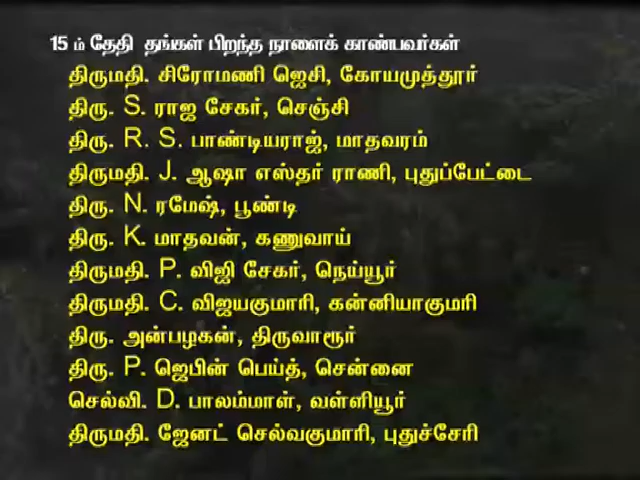 15 ம் தேதி தங்கள் பிறந்த நாளைக் காண்பவர்கள்
திருமதி. சிரோமணி ஜெசி, கோயமுத்தூர்
திரு. S. ராஜ சேகர், செஞ்சி
திரு. R. S. பாண்டியராஜ், மாதவரம்
திருமதி. J. ஆஷா எஸ்தர் ராணி, புதுப்பேட்டை
திரு. N. ரமேஷ், பூண்டி
திரு. K. மாதவன், கணுவாய்
திருமதி. P. விஜி சேகர், நெய்யூர்
திருமதி. C. விஜயகுமாரி, கன்னியாகுமரி
திரு. அன்பழகன், திருவாரூர்
திரு. P. ஜெபின் பெய்த், சென்னை
செல்வி. D. பாலம்மாள், வள்ளியூர்
திருமதி. ஜேனட் செல்வகுமாரி, புதுச்சேரி